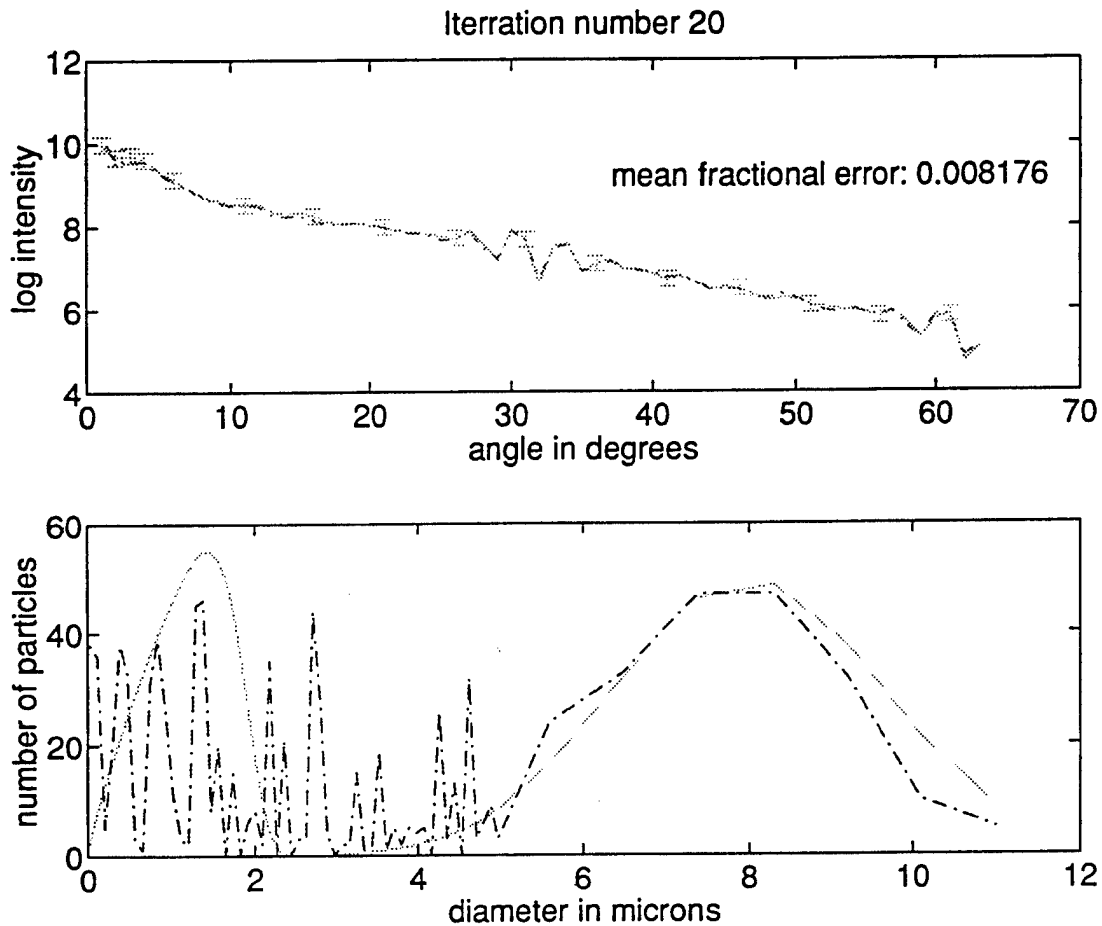 Iterration number 20
12
10
8
6
4
log intensity
mean fractional error: 0.008176
0 10 20 30 40 50 60 70
angle in degrees
60
40
20
0
number of particles
0 2 4 6 8 10 12
diameter in microns